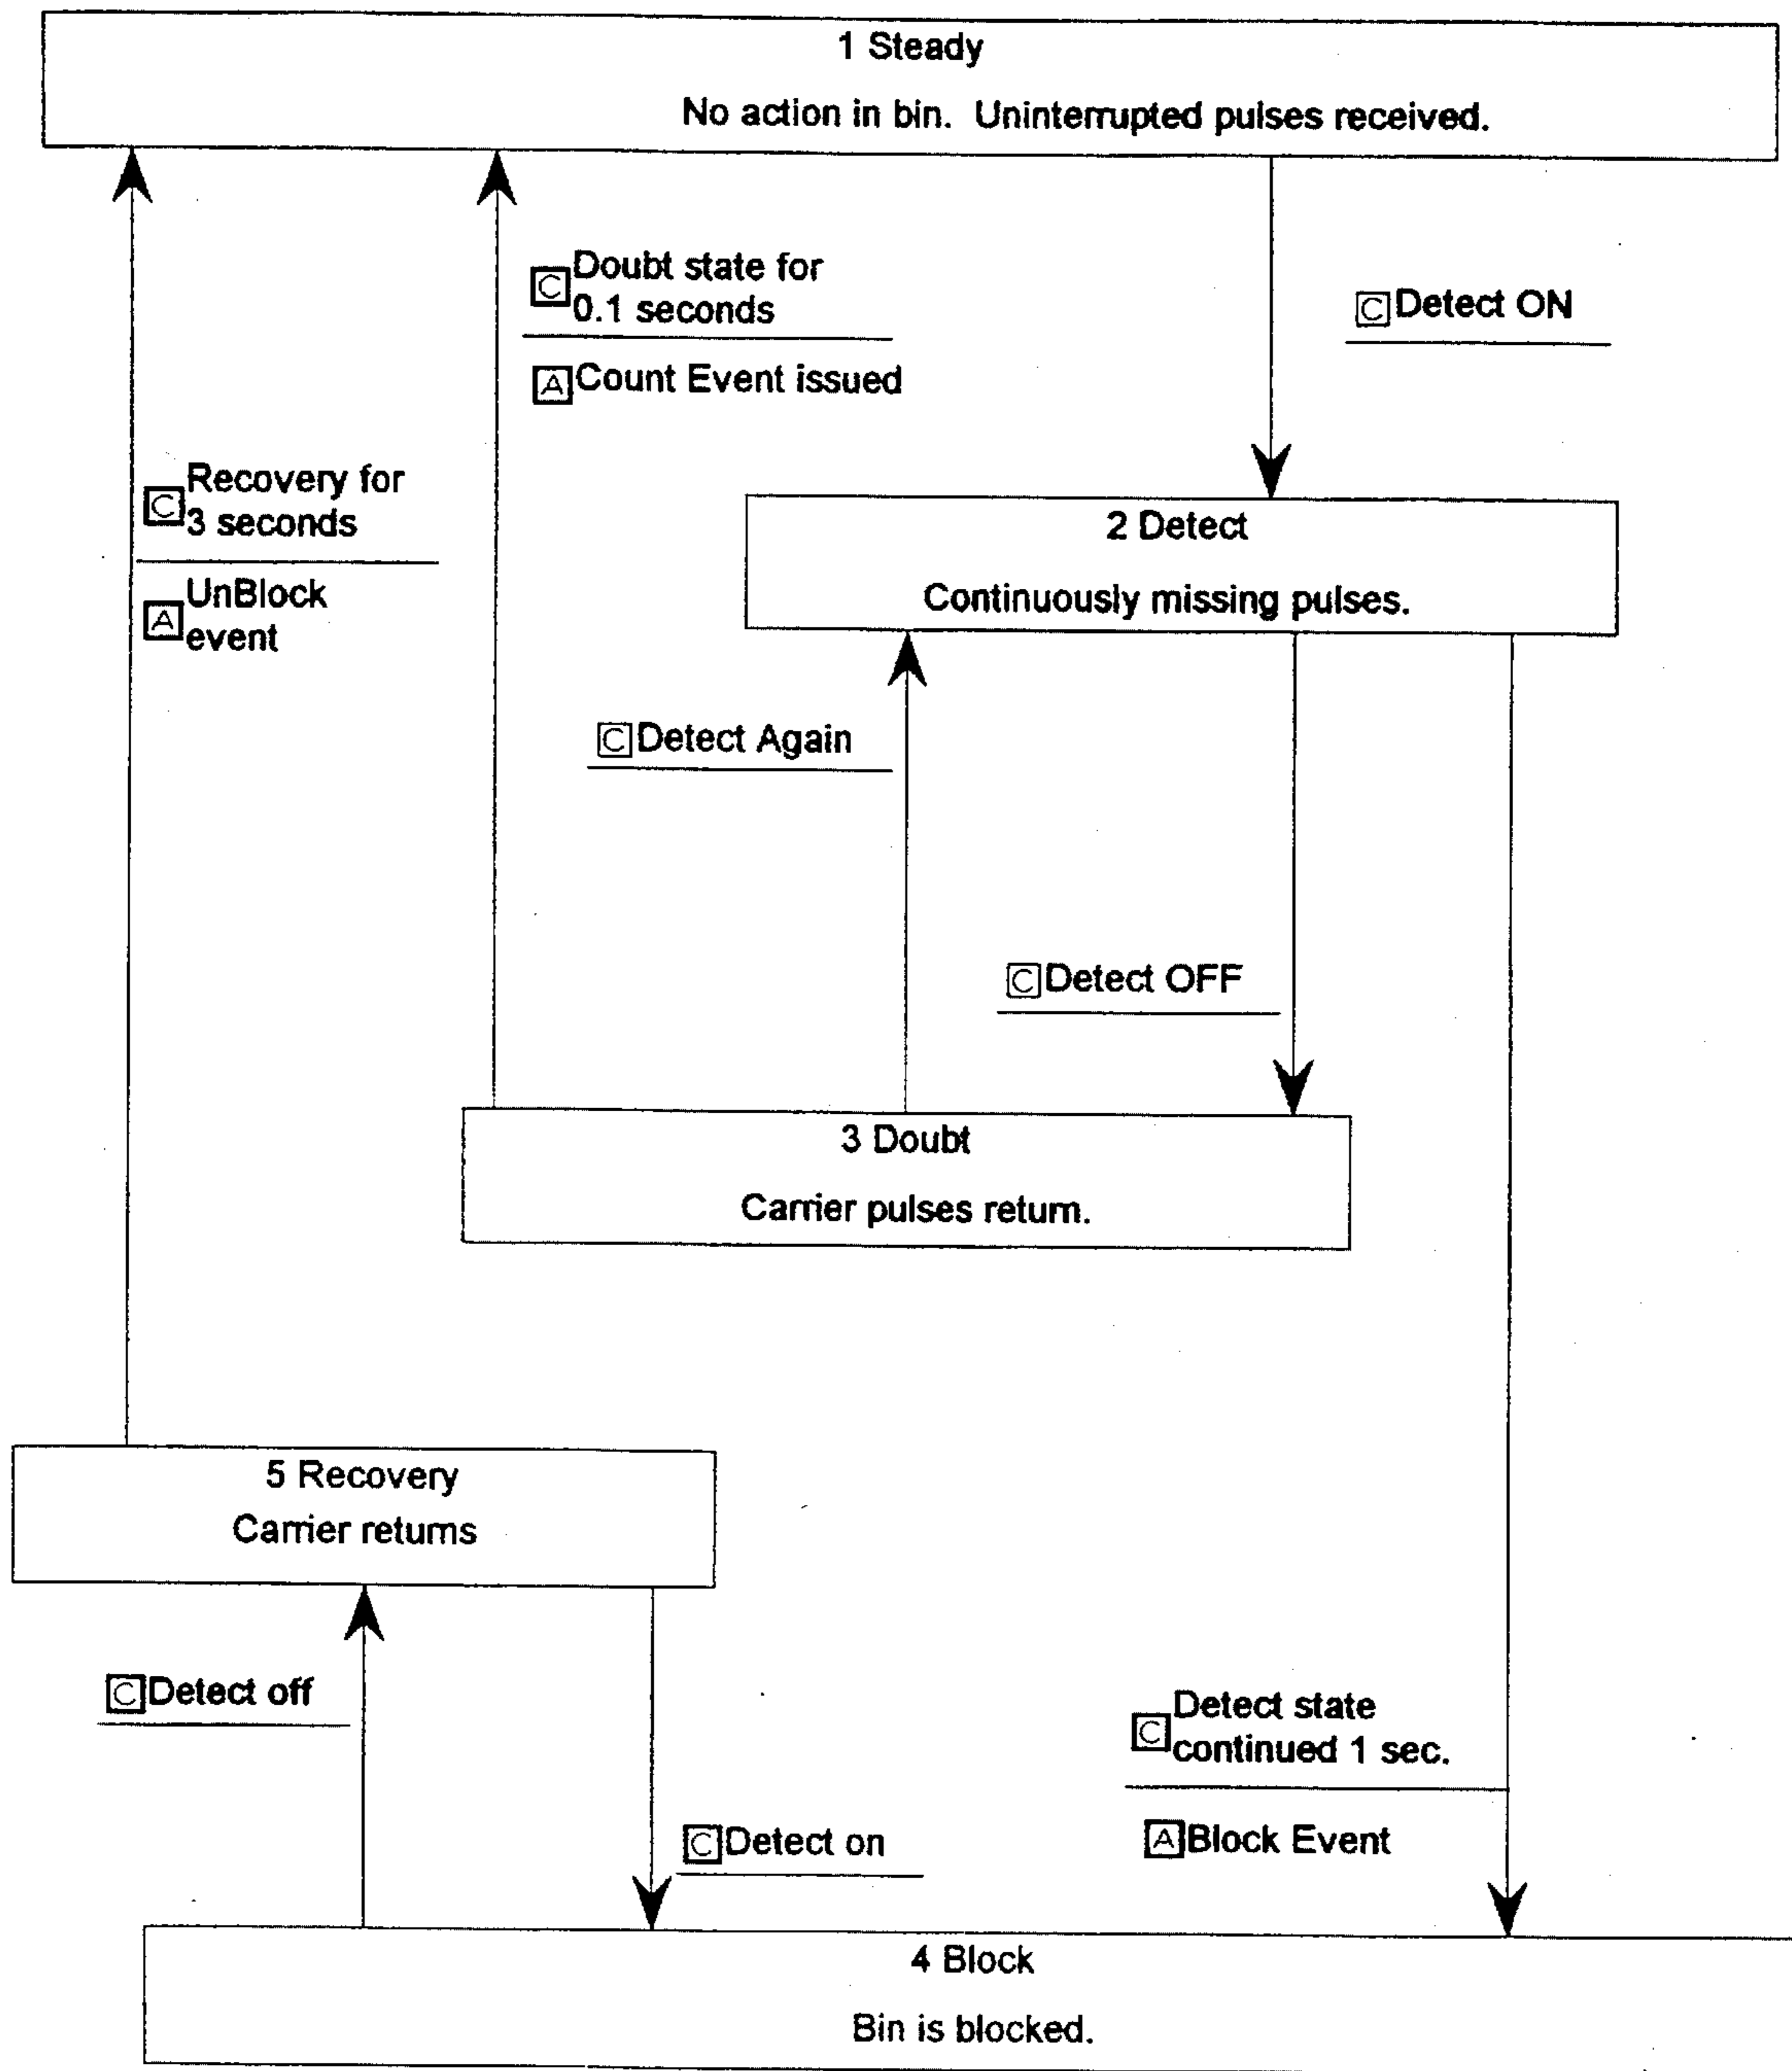 1 Steady
No action in bin. Uninterrupted pulses received.
C Doubt state for
0.1 seconds
A Count Event issued
C Detect ON
C Recovery for
3 seconds
A UnBlock
event
2 Detect
Continuously missing pulses.
C Detect Again
C Detect OFF
3 Doubt
Carrier pulses return.
5 Recovery
Carrier returns
C Detect off
C Detect on
C Detect state
continued 1 sec.
A Block Event
4 Block
Bin is blocked.